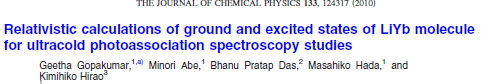 THE JOURNAL OF CHEMICAL PHYSICS 133, 124317 (2010)
Relativistic calculations of ground and excited states of LiYb molecule
for ultracold photoassociation spectroscopy studies
Geetha Gopakumar,1,a) Minori Abe,1 Bhanu Pratap Das,2 Masahiko Hada,1 and
Kimihiko Hirao3